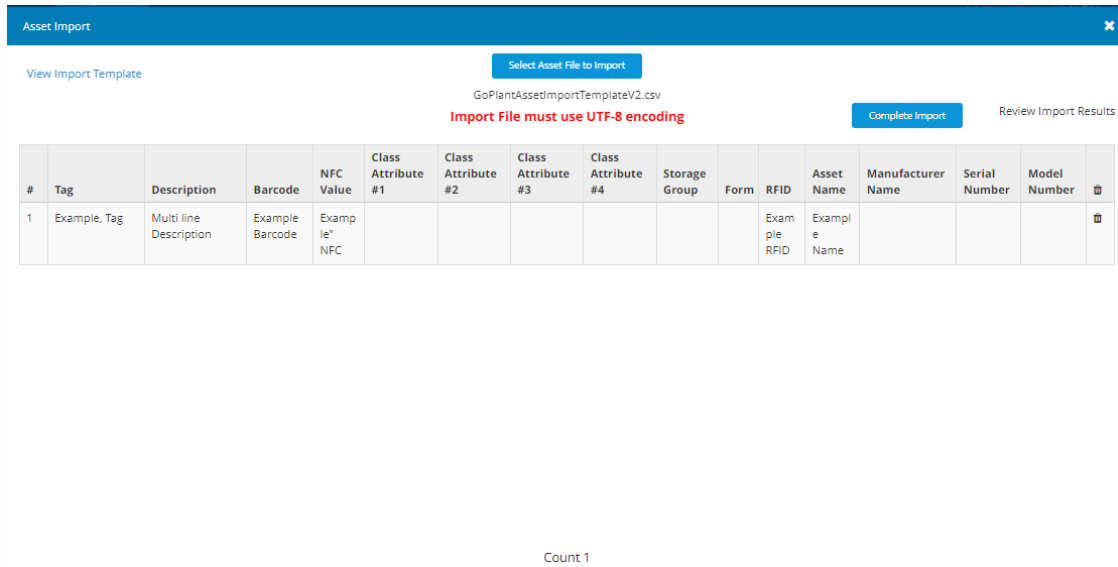 Asset Import
View Import Template
Select Asset File to Import
GoPlantAssetImportTemplateV2.csv
Import File must use UTF-8 encoding
Complete Import
Review Import Results
# Tag Description Barcode NFC Value Class Attribute #1 Class Attribute #2 Class Attribute #3 Class Attribute #4 Storage Group Form RFID Asset Name Manufacturer Name Serial Number Model Number
1 Example, Tag Multi line Description Example Barcode Example" NFC Example RFID Example Name
Count 1